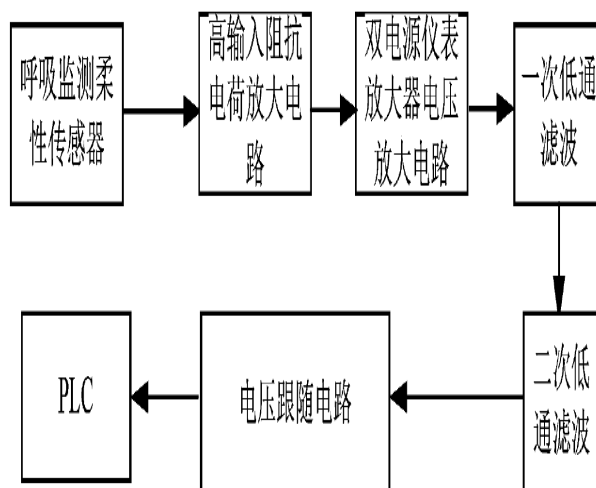 呼吸监测柔
性传感器
高输入阻抗
电荷放大电
路
双电源仪表
放大器电压
放大电路
一次低通
滤波
二次低
通滤波
电压跟随电路
PLC